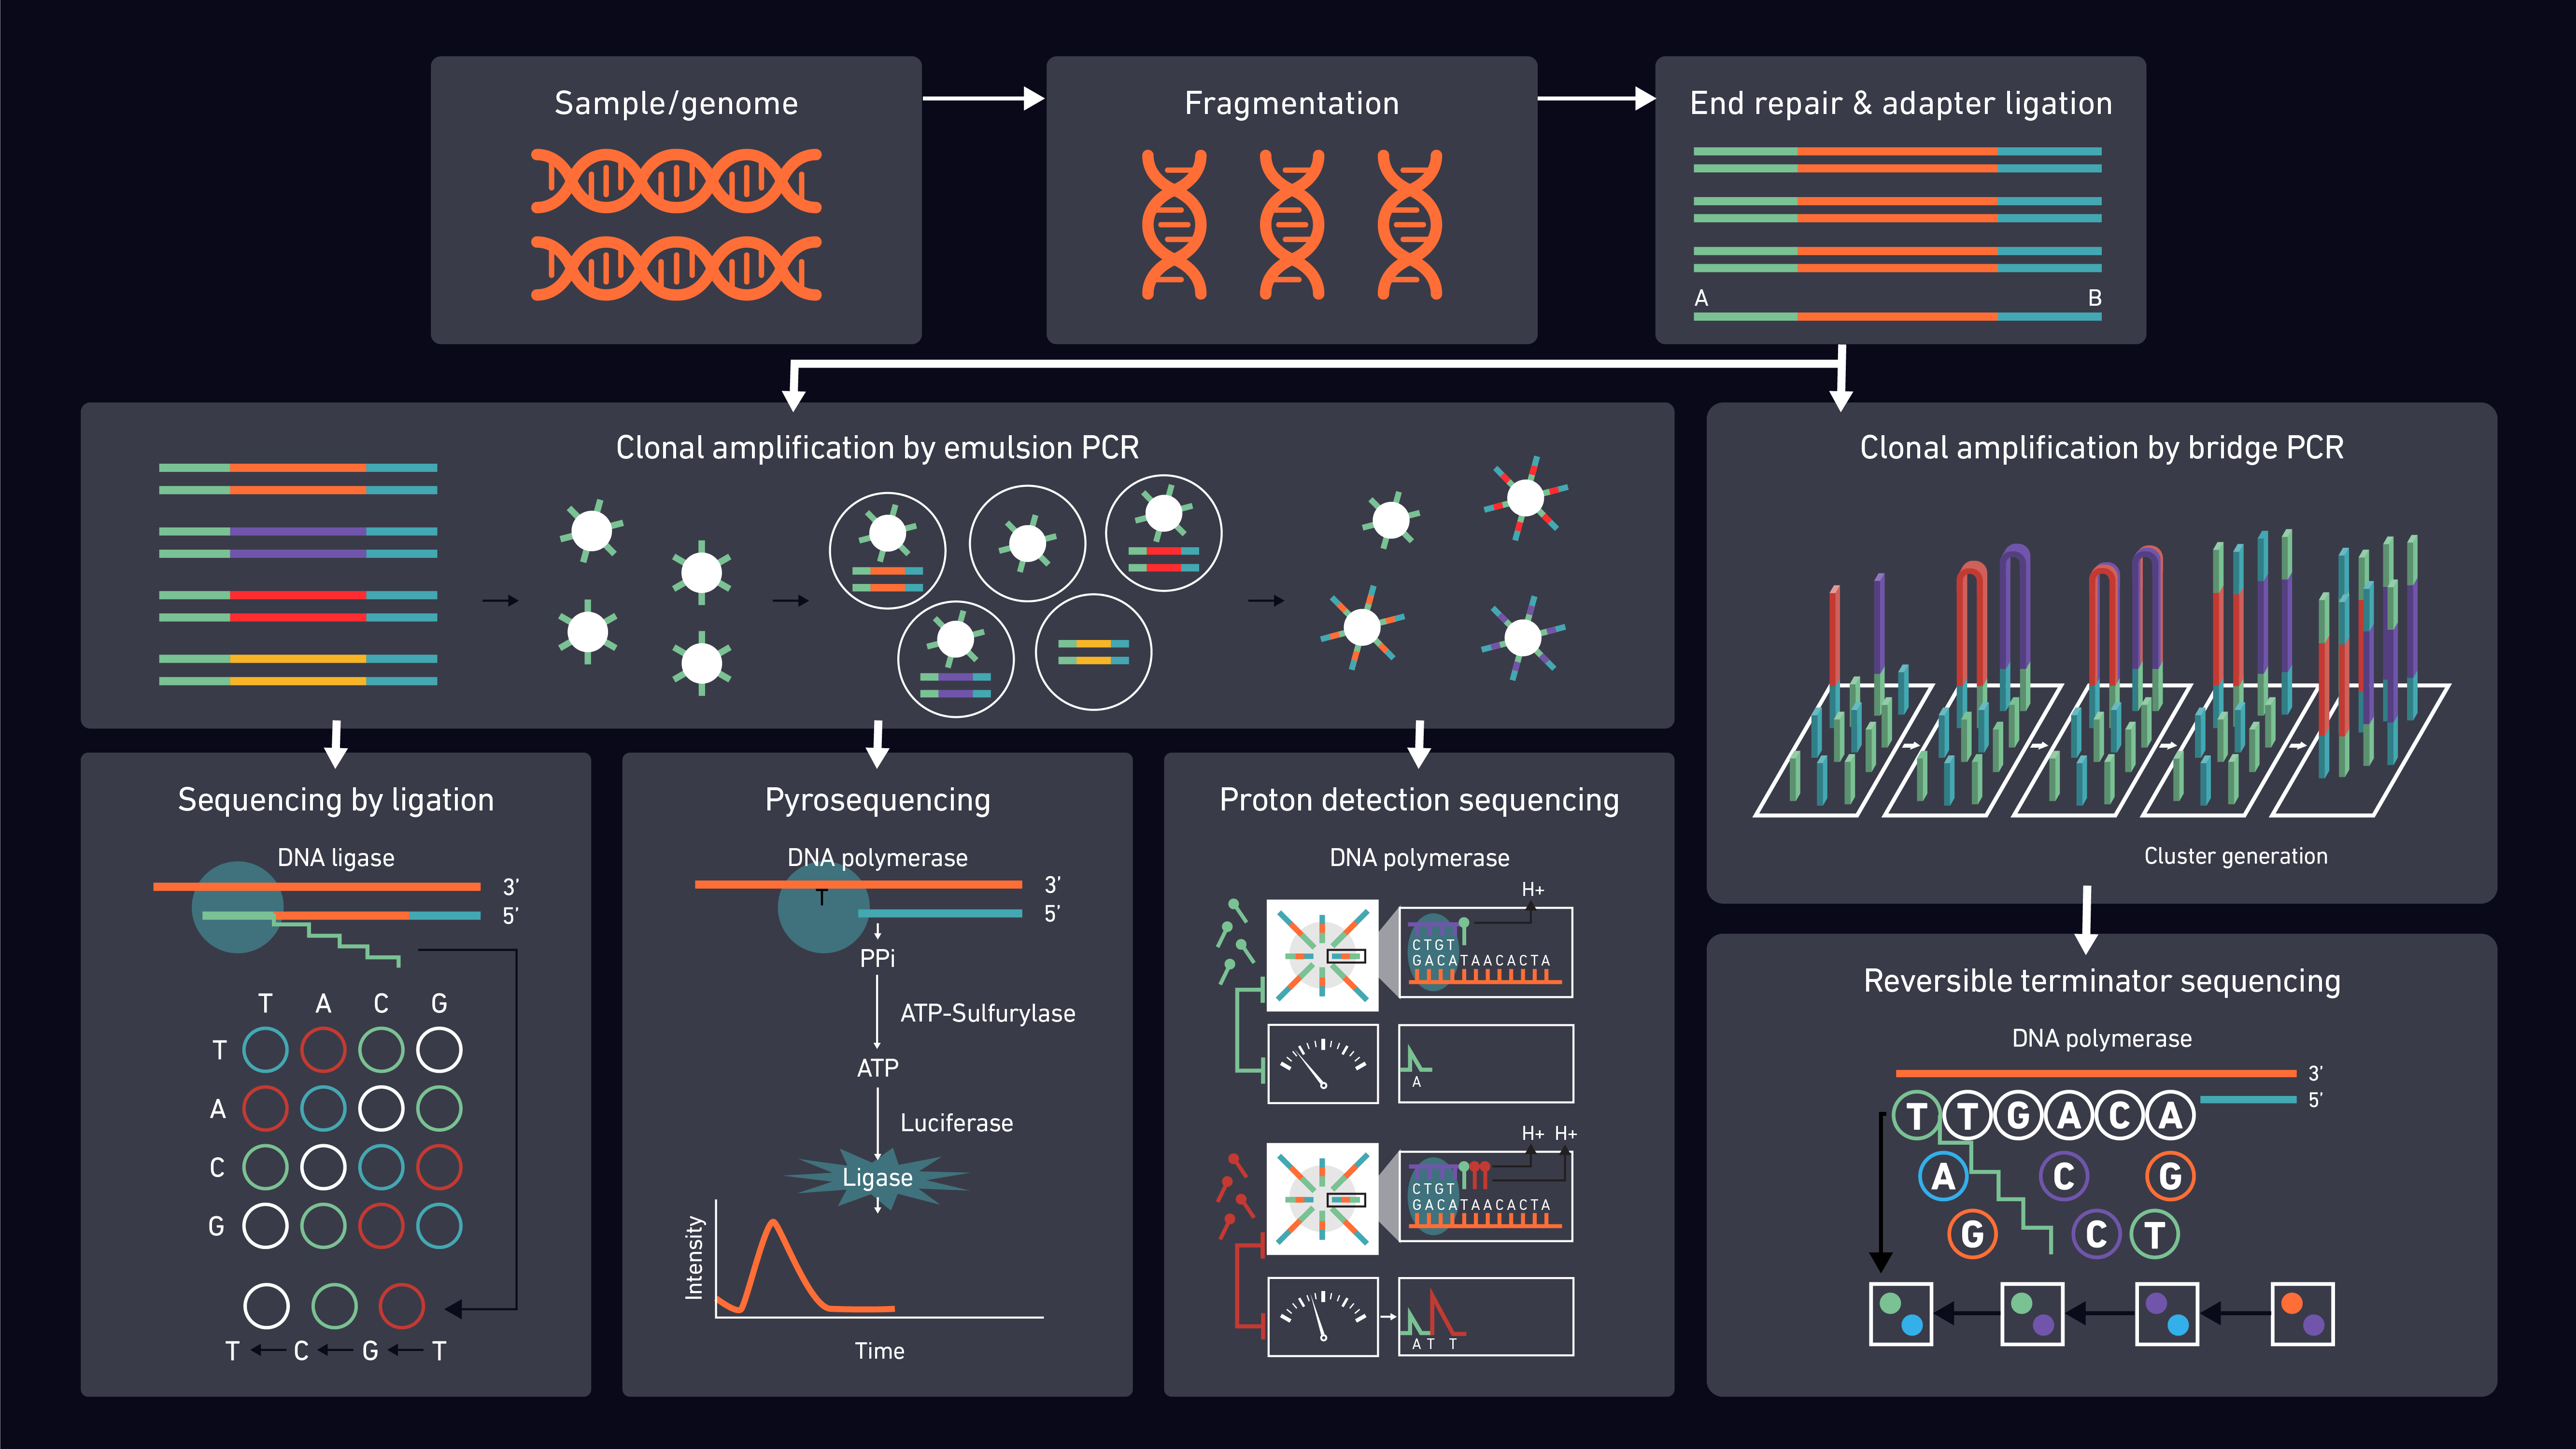 Sample/genome
Fragmentation
End repair & adapter ligation
A B
Clonal amplification by emulsion PCR
Clonal amplification by bridge PCR
Cluster generation
Sequencing by ligation
DNA ligase
3’
5’
T A C G
T
A
C
G
T C G T
Pyrosequencing
DNA polymerase
3’
T
5’
PPi
ATP-Sulfurylase
ATP
Luciferase
Ligase
Intensity
Time
Proton detection sequencing
DNA polymerase
H+
CTGT
GACATAACACTA
A
H+ H+
CTGT
GACATAACACTA
A T T
Reversible terminator sequencing
DNA polymerase
3’
5’
T T G A C A
A C G
G C T